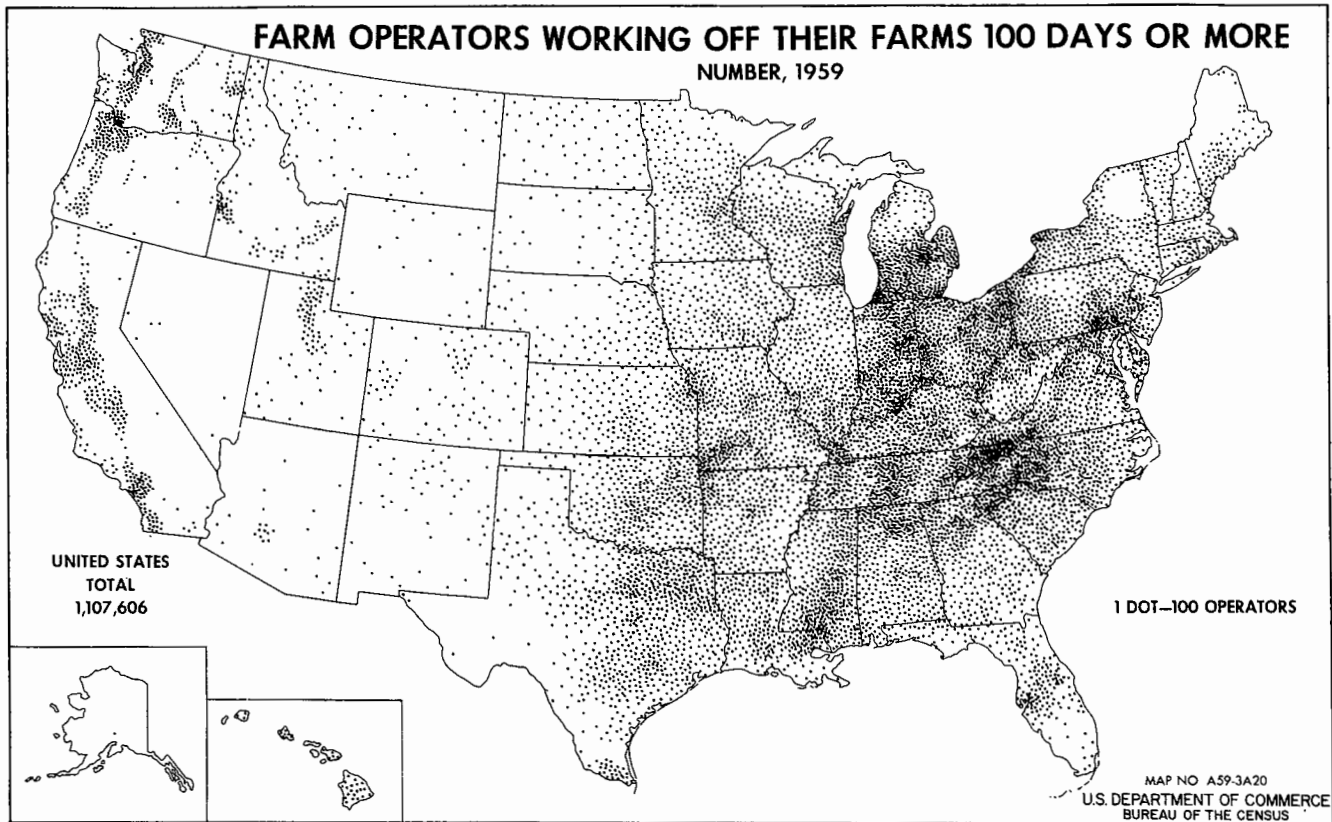 FARM OPERATORS WORKING OFF THEIR FARMS 100 DAYS OR MORE
NUMBER, 1959
UNITED STATES
TOTAL
1,107,606
1 DOT—100 OPERATORS
MAP NO A59-3A20
U.S. DEPARTMENT OF COMMERCE
BUREAU OF THE CENSUS